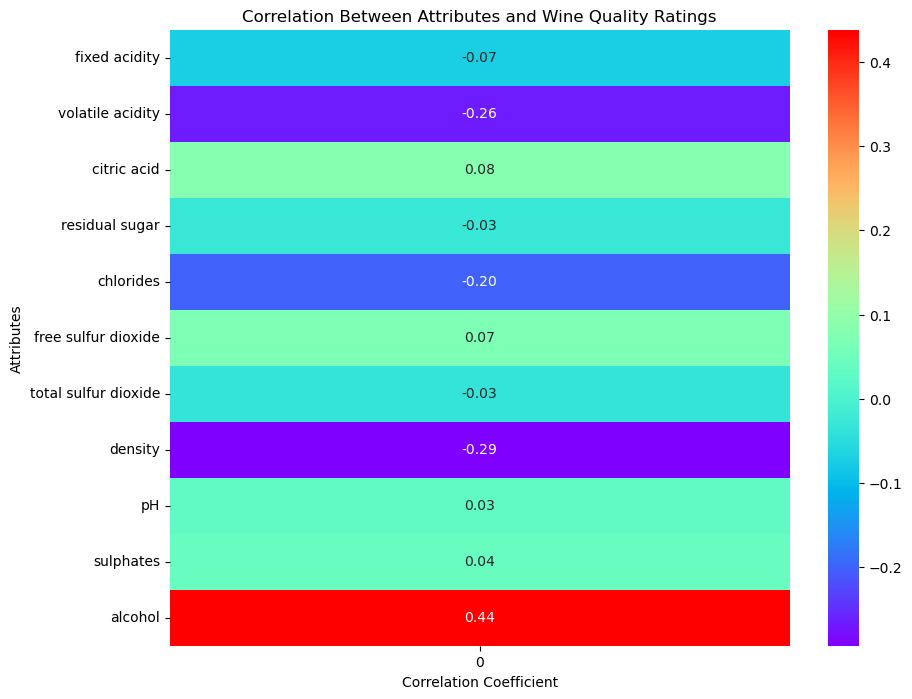 Correlation Between Attributes and Wine Quality Ratings
fixed acidity
-0.07
volatile acidity
-0.26
citric acid
0.08
residual sugar
-0.03
chlorides
-0.20
free sulfur dioxide
0.07
total sulfur dioxide
-0.03
density
-0.29
pH
0.03
sulphates
0.04
alcohol
0.44
Attributes
0
Correlation Coefficient
0.4
0.3
0.2
0.1
0.0
−0.1
−0.2